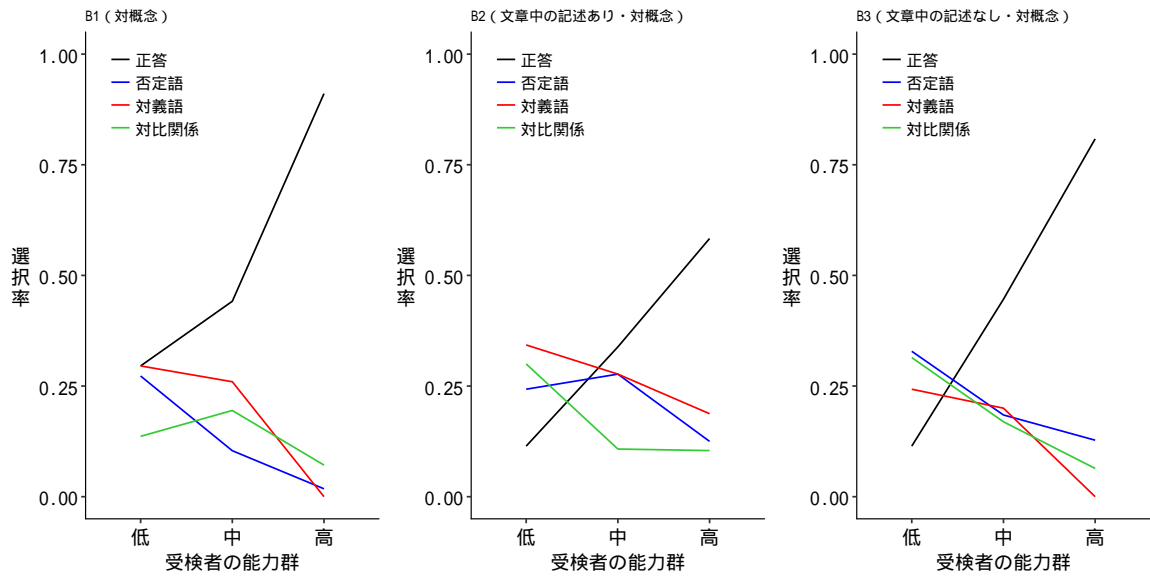 B1（対概念）
1.00
0.75
0.50
0.25
0.00
選択率
正答
否定語
対義語
対比関係
低
中
高
受検者の能力群
B2（文章中の記述あり・対概念）
1.00
0.75
0.50
0.25
0.00
選択率
正答
否定語
対義語
対比関係
低
中
高
受検者の能力群
B3（文章中の記述なし・対概念）
1.00
0.75
0.50
0.25
0.00
選択率
正答
否定語
対義語
対比関係
低
中
高
受検者の能力群